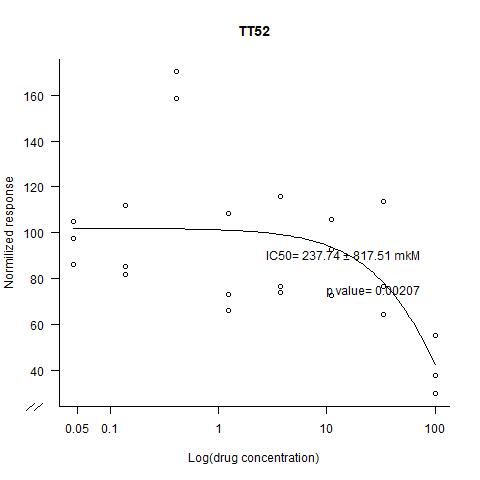 TT52
Normilized response
160
140
120
100
80
60
40
IC50= 237.74 ± 817.51 mkM
p.value= 0.00207
0.05 0.1 1 10 100
Log(drug concentration)